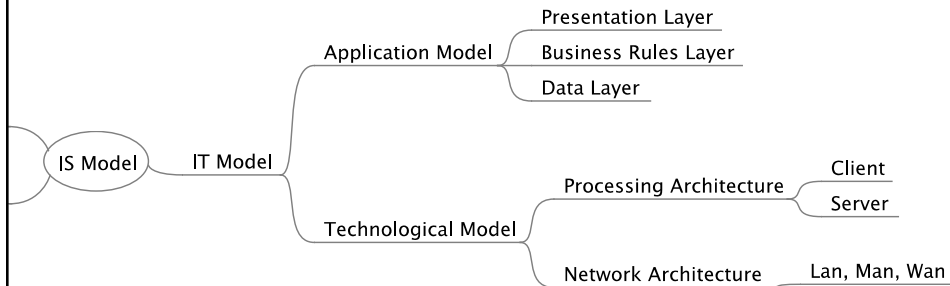 Presentation Layer
Application Model
Business Rules Layer
Data Layer
IS Model
IT Model
Client
Processing Architecture
Server
Technological Model
Network Architecture
Lan, Man, Wan